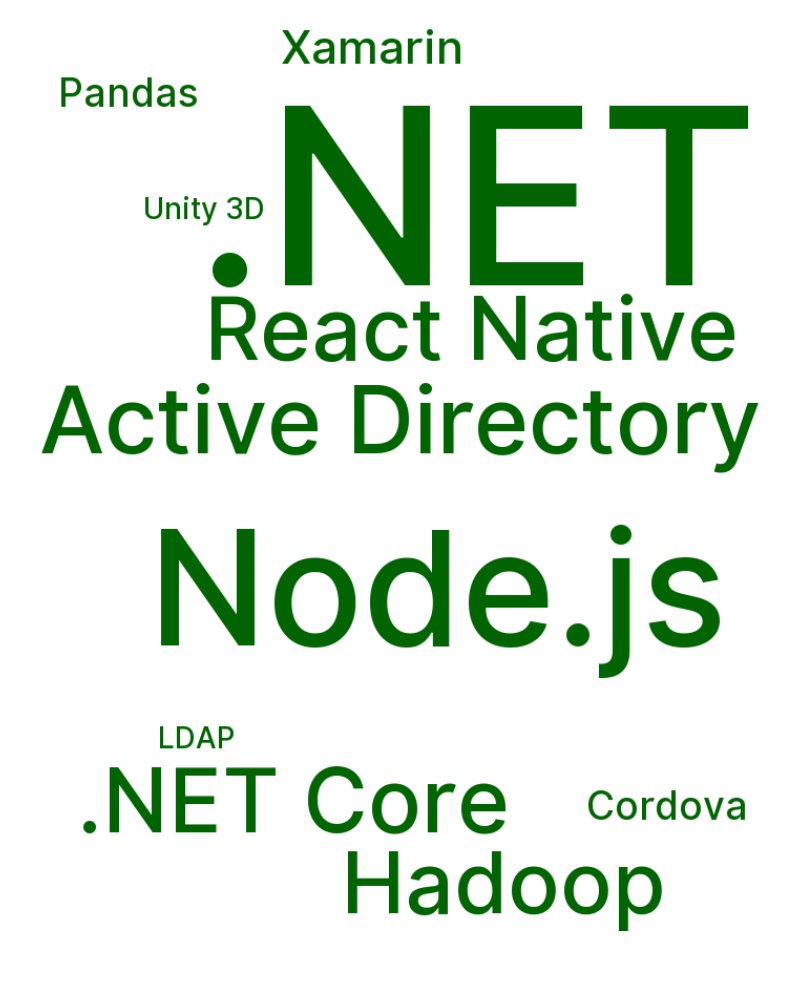 Xamarin
Pandas
.NET
Unity 3D
React Native
Active Directory
Node.js
LDAP
.NET Core
Cordova
Hadoop